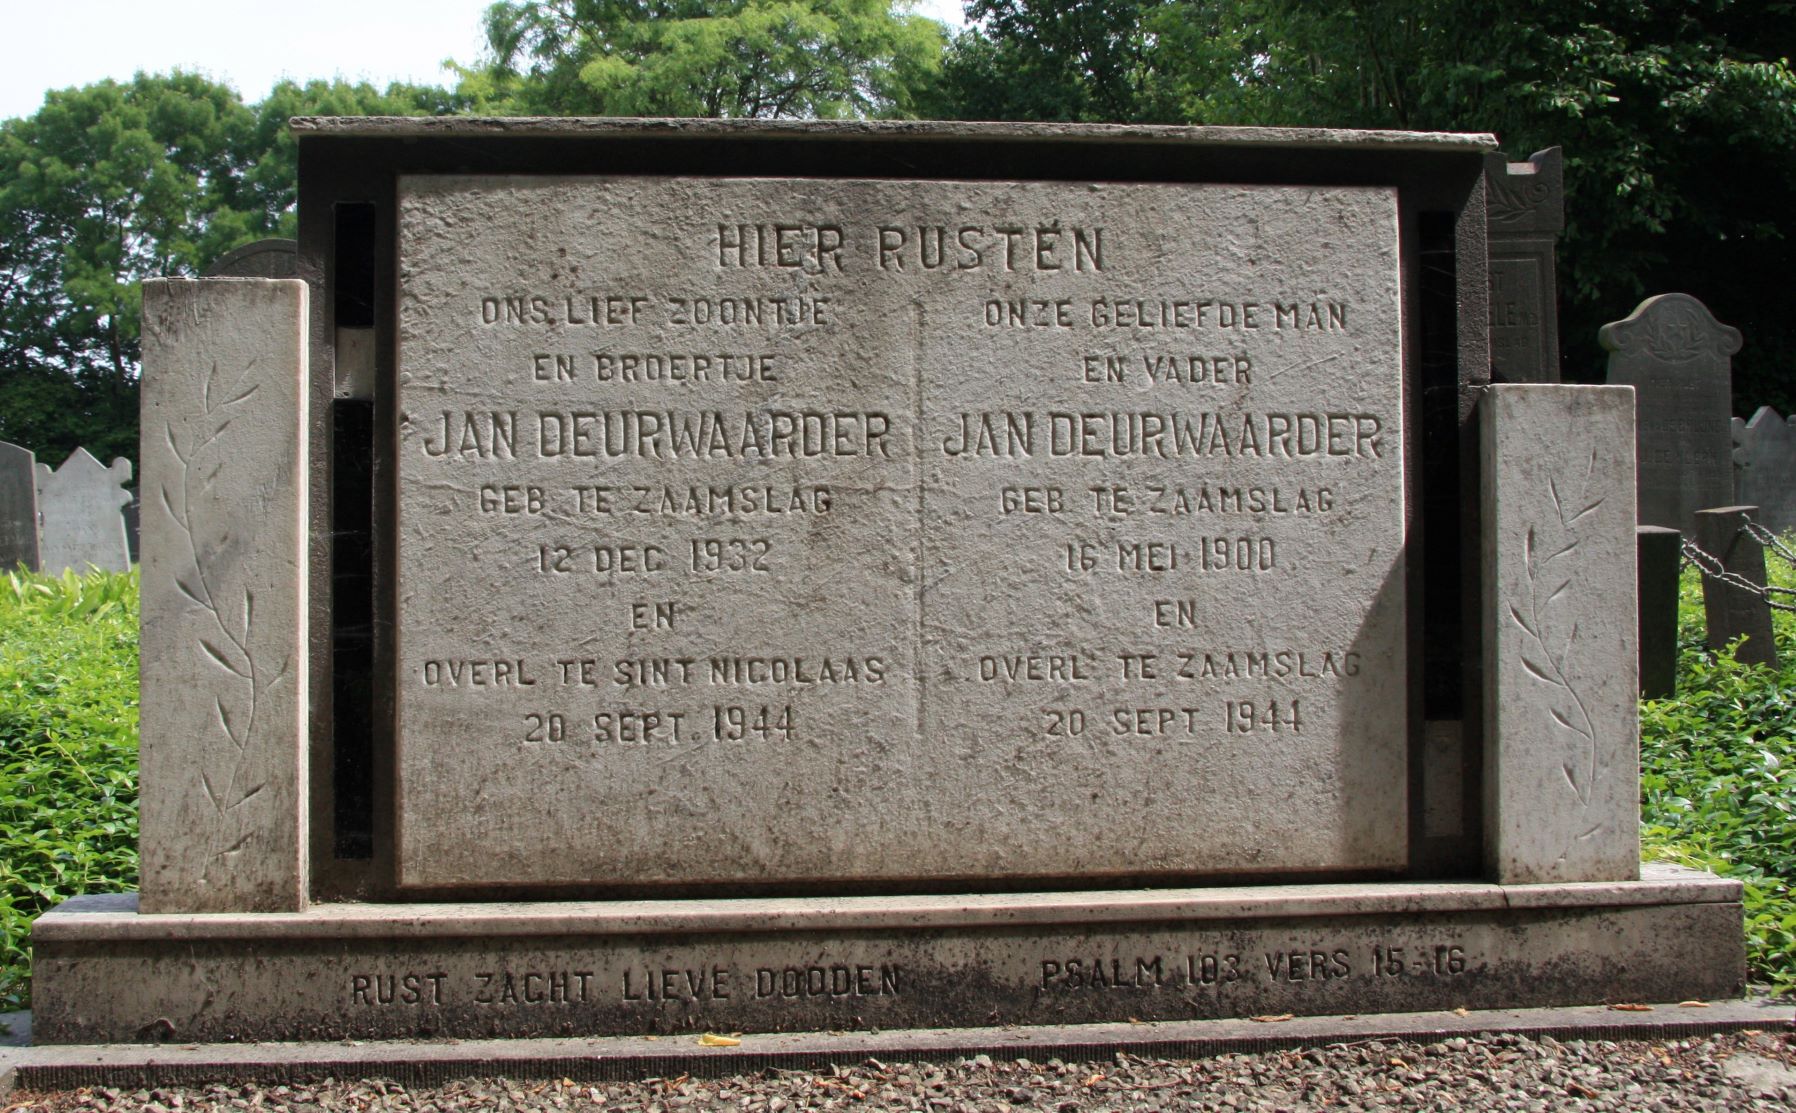 HIER RUSTEN
ONS LIEF ZOONTJE
EN BROERTJE
JAN DEURWAARDER
GEB TE ZAAMSLAG
12 DEC 1932
EN
OVERL TE SINT NICOLAAS
20 SEPT 1944
ONZE GELIEFDE MAN
EN VADER
JAN DEURWAARDER
GEB TE ZAAMSLAG
16 MEI 1900
EN
OVERL TE ZAAMSLAG
20 SEPT 1944
RUST ZACHT LIEVE DOODEN PSALM 103 VERS 15-16